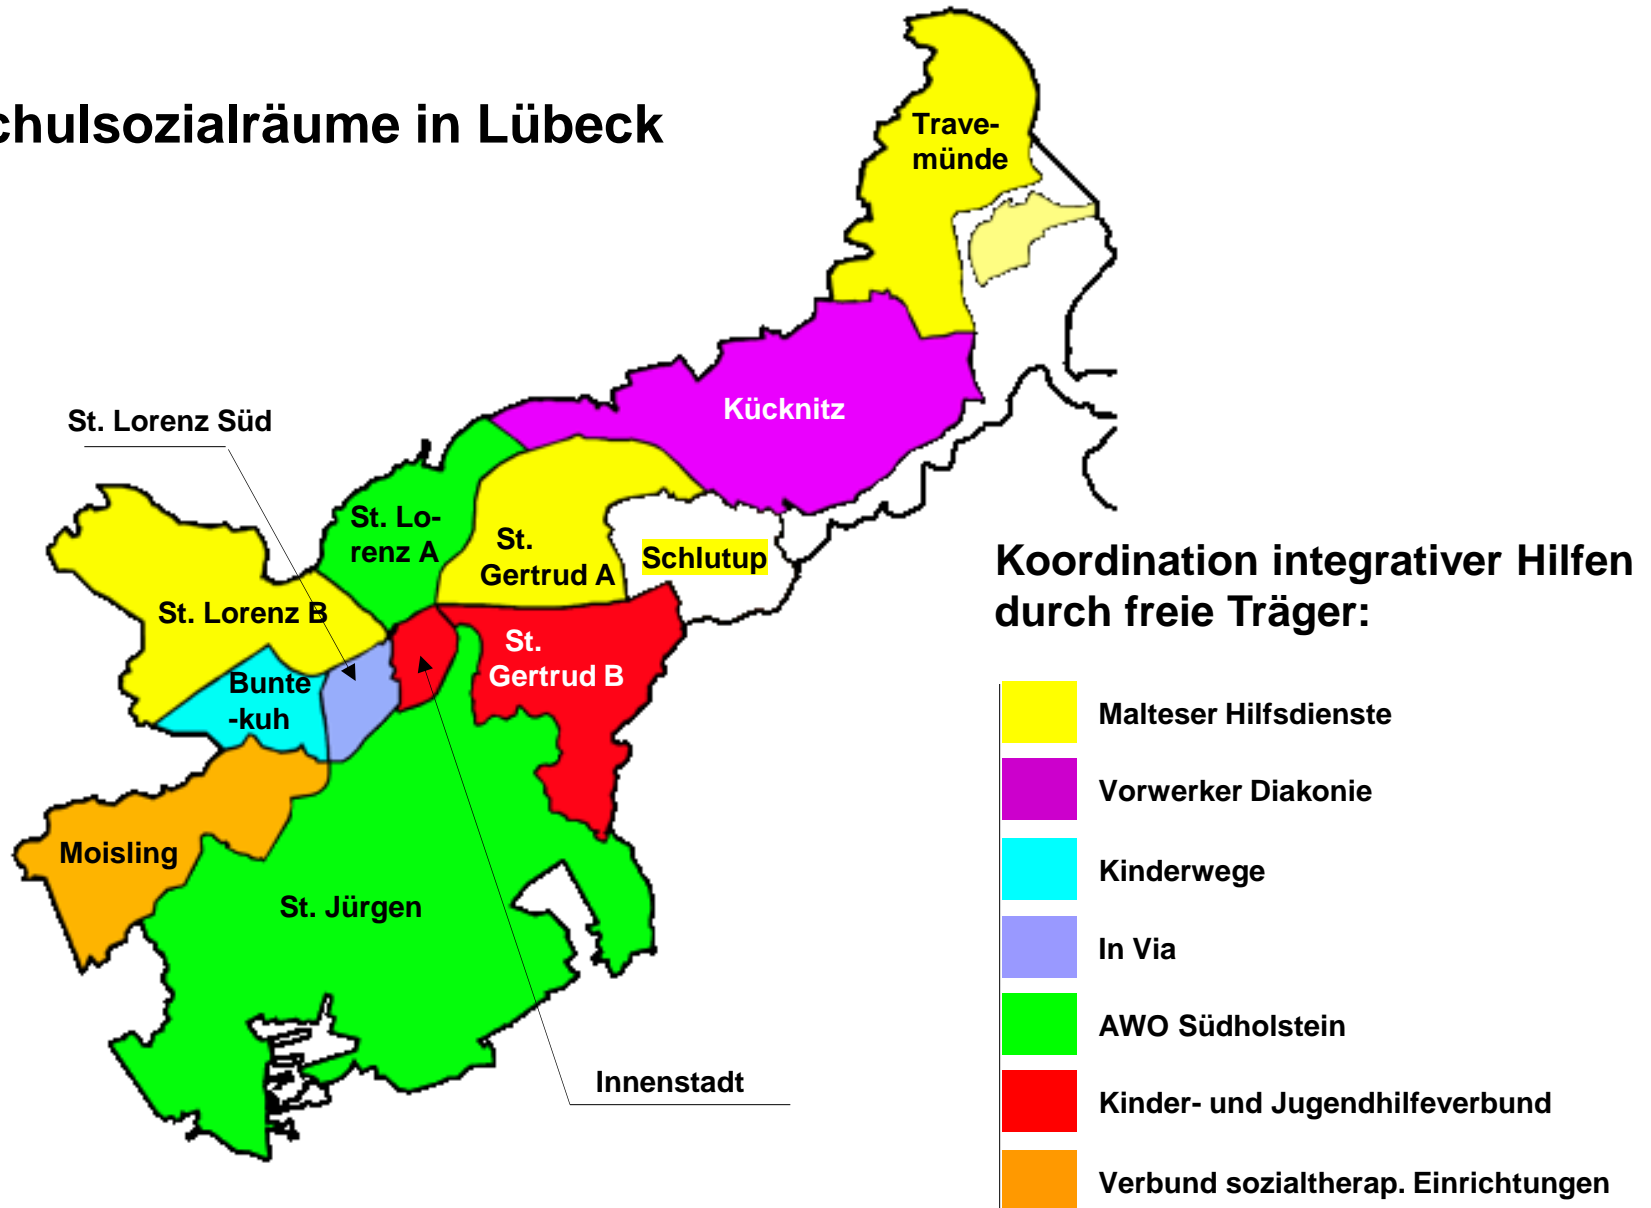 chulsozialräume in Lübeck
Trave-
münde
Kücknitz
St. Lorenz Süd
St. Lo-
renz A
St.
Gertrud A
Schlutup
St. Lorenz B
St.
Gertrud B
Bunte
-kuh
Moisling
St. Jürgen
Innenstadt
Koordination integrativer Hilfen
durch freie Träger:
Malteser Hilfsdienste
Vorwerker Diakonie
Kinderwege
In Via
AWO Südholstein
Kinder- und Jugendhilfeverbund
Verbund sozialtherap. Einrichtungen